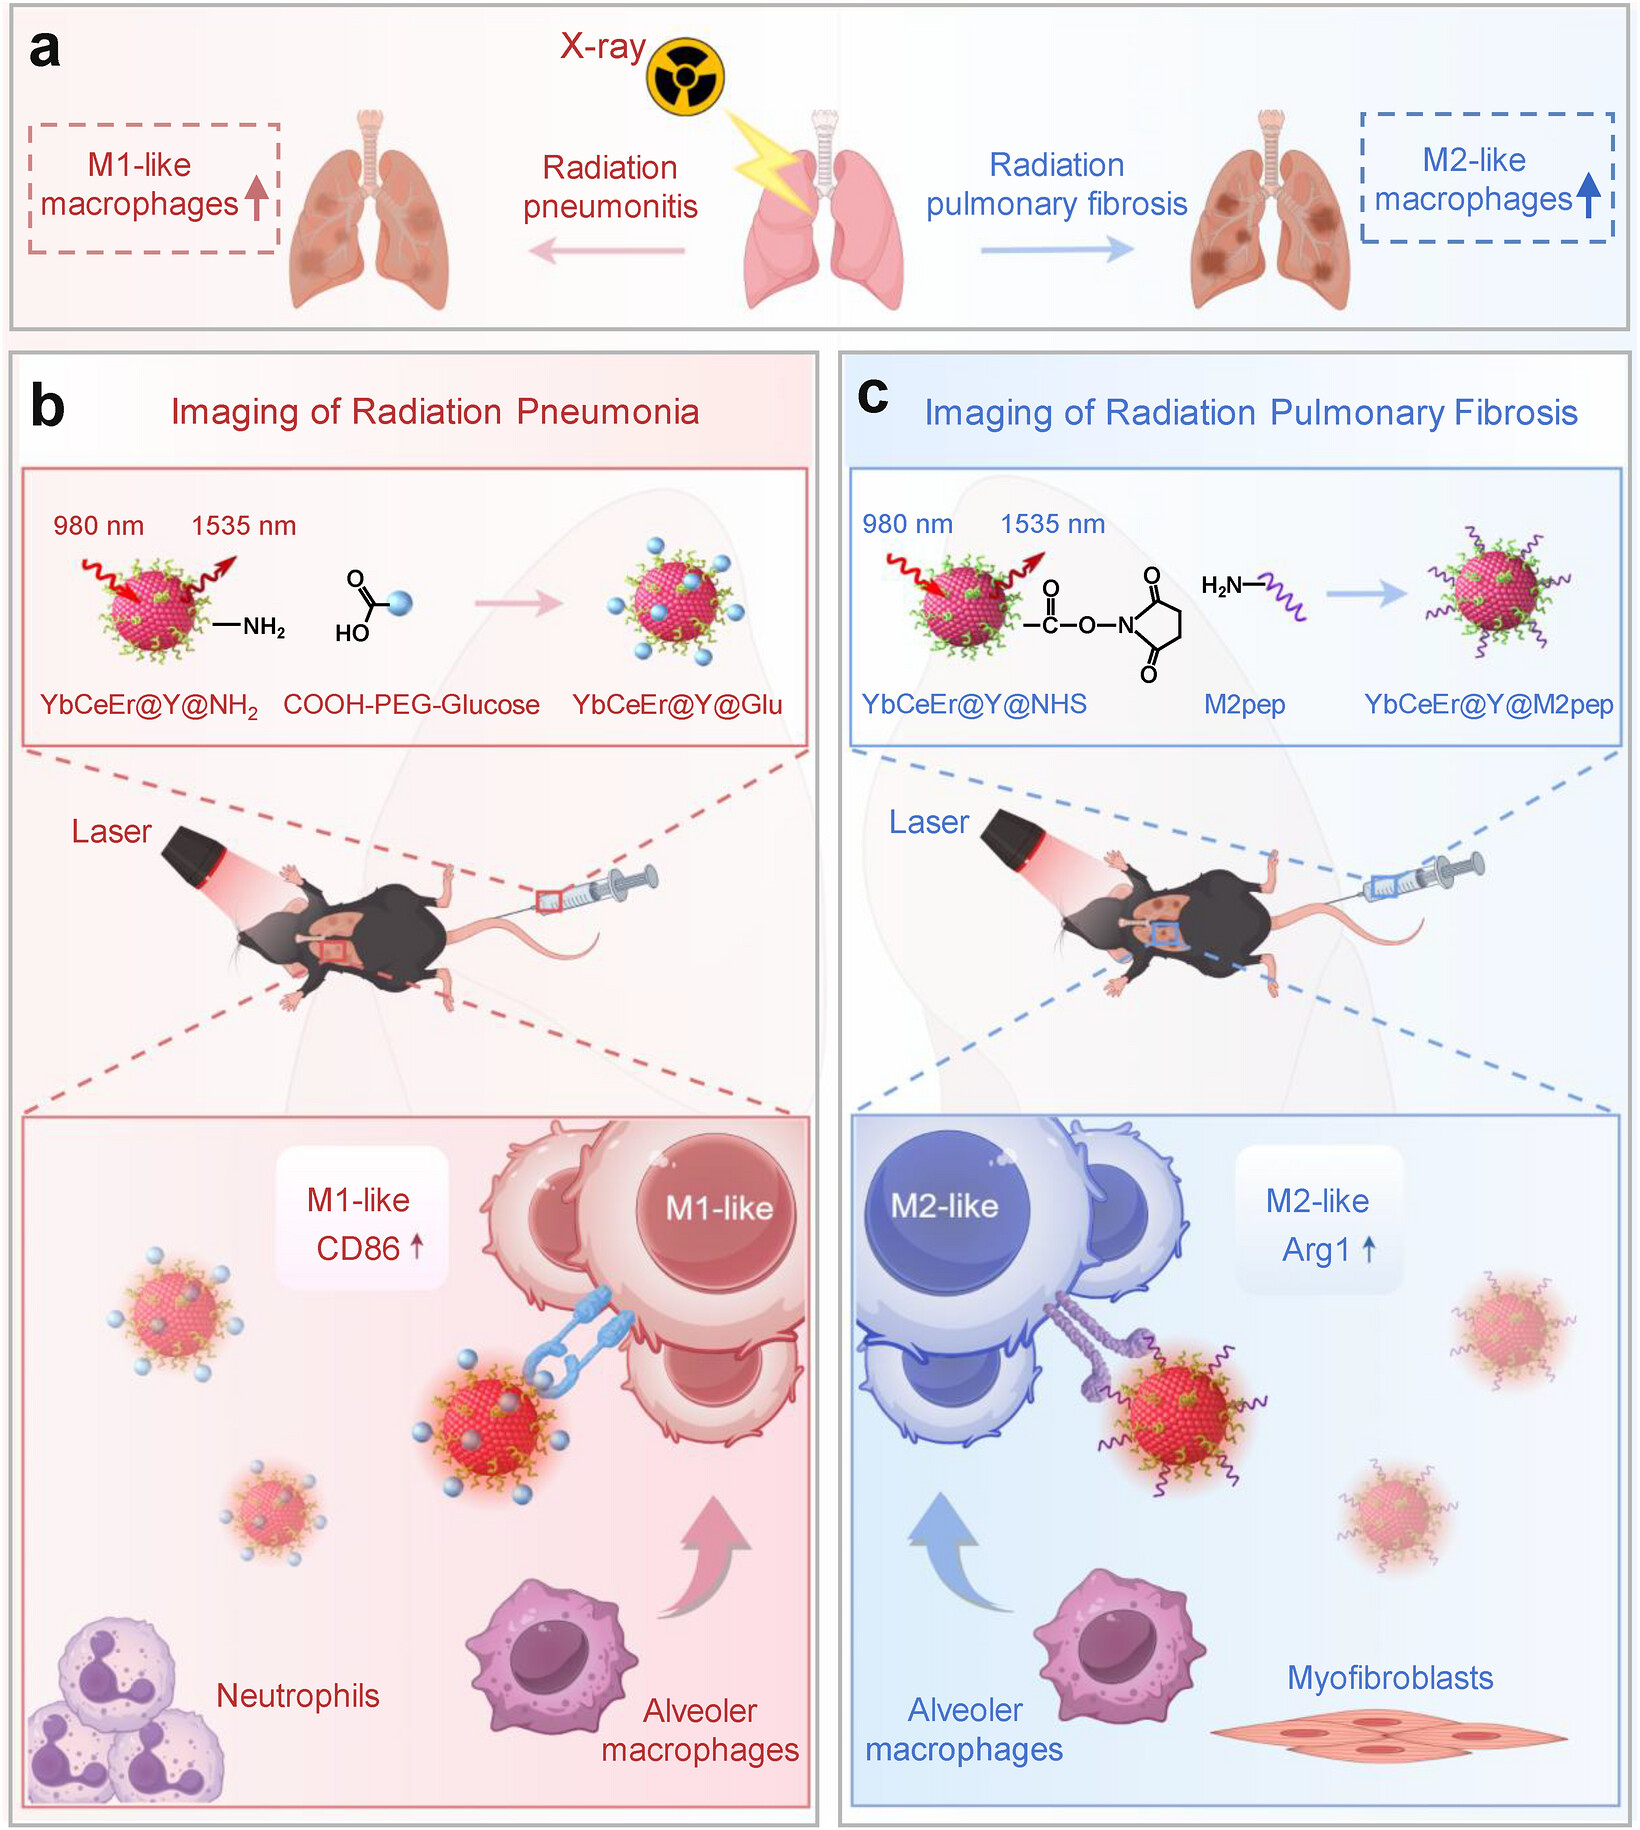 a
X-ray
M1-like
macrophages
Radiation
pneumonitis
Radiation
pulmonary fibrosis
M2-like
macrophages
b
Imaging of Radiation Pneumonia
980 nm
1535 nm
NH₂
O
HO
YbCeEr@Y@NH₂
COOH-PEG-Glucose
YbCeEr@Y@Glu
Laser
M1-like
CD86
M1-like
Neutrophils
Alveoler
macrophages
c
Imaging of Radiation Pulmonary Fibrosis
980 nm
1535 nm
O
C
O
N
O
O
H₂N
YbCeEr@Y@NHS
M2pep
YbCeEr@Y@M2pep
Laser
M2-like
M2-like
Arg1
Alveoler
macrophages
Myofibroblasts